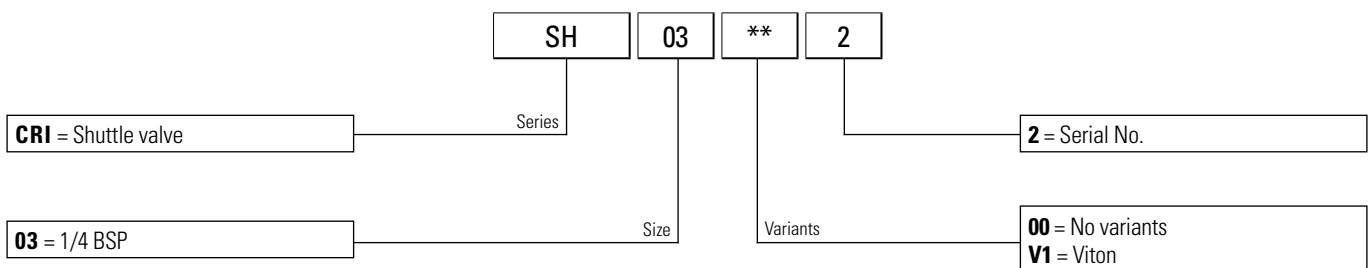 SH 03 ** 2
CRI = Shuttle valve
Series
2 = Serial No.
03 = 1/4 BSP
Size
Variants
00 = No variants
V1 = Viton